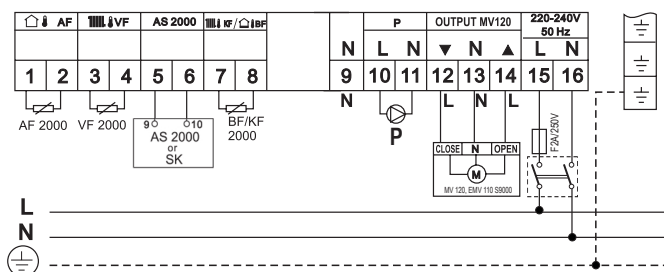 AF VF AS 2000 KF/ BF P OUTPUT MV120 220-240V
50 Hz
N L N ▼ N ▲ L N
1 2 3 4 5 6 7 8 9 10 11 12 13 14 15 16
N L N L
AF 2000 VF 2000 9 10 BF/KF
2000
AS 2000
or
SK
P
CLOSE N OPEN
M
MV 120, EMV 110 S9000
F2A/250V
L
N